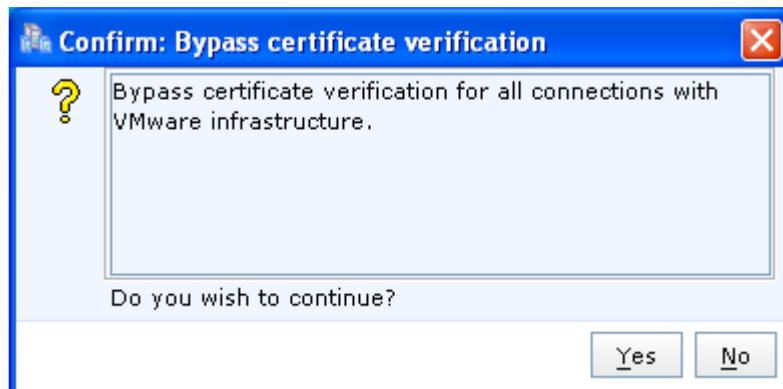 Confirm: Bypass certificate verification
Bypass certificate verification for all connections with
VMware infrastructure.
Do you wish to continue?
Yes
No